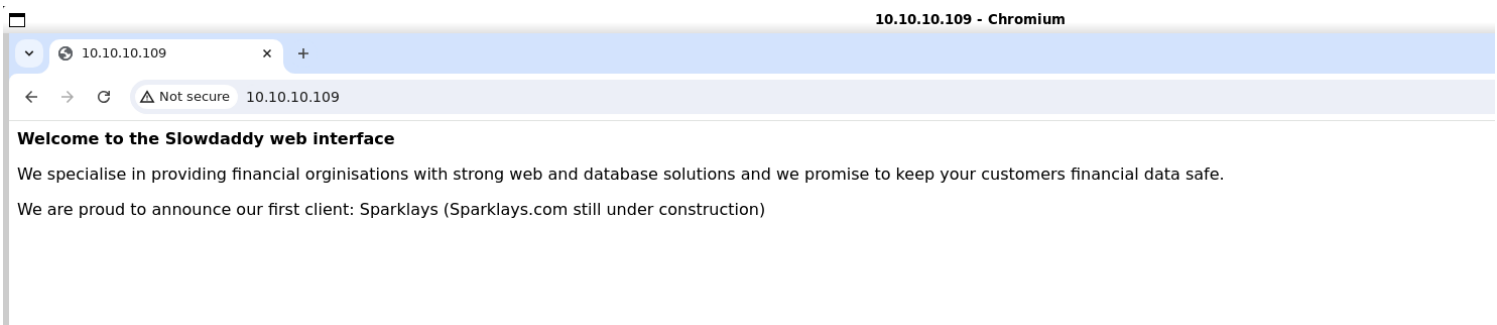 10.10.10.109 - Chromium
10.10.10.109
Not secure 10.10.10.109
Welcome to the Slowdaddy web interface
We specialise in providing financial orginisations with strong web and database solutions and we promise to keep your customers financial data safe.
We are proud to announce our first client: Sparklays (Sparklays.com still under construction)